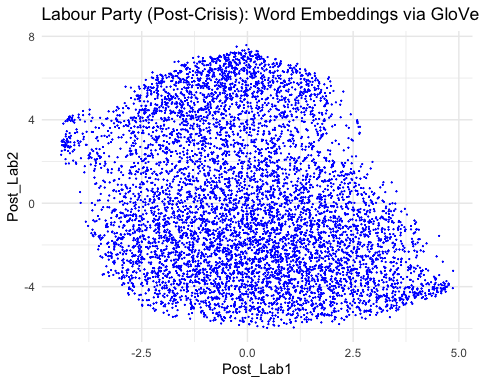 Labour Party (Post-Crisis): Word Embeddings via GloVe
8
4
0
-4
Post_Lab2
-2.5 0.0 2.5 5.0
Post_Lab1